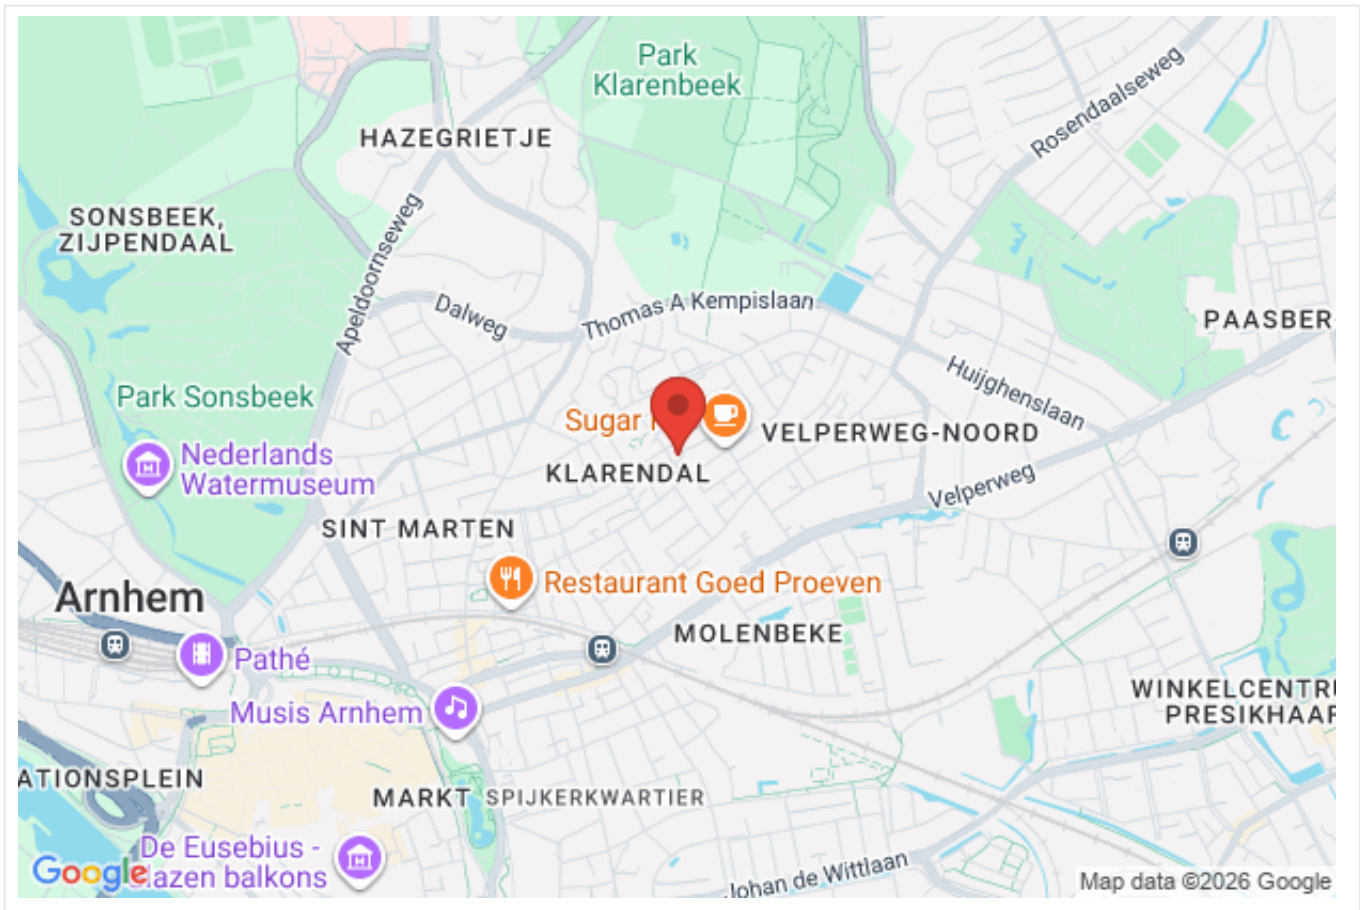 Park
Klarenbeek
Rosendaalseweg
HAZEGRIETJE
SONSBEEK,
ZIJPENDAAL
Apeldoornseweg
Dalweg
Thomas A Kempislaan
PAASBER
Huijghenslaan
Park Sonsbeek
Sugar
VELPERWEG-NOORD
Nederlands
Watermuseum
KLARENDAL
Velperweg
SINT MARTEN
Arnhem
Restaurant Goed Proeven
MOLENBEKE
Pathé
WINKELCENTRU
PRESIKHAAF
Musis Arnhem
ATIONSPLEIN
MARKT
SPIJKERKWARTIER
De Eusebius -
lazen balkons
Johan de Wittlaan
Google
Map data ©2026 Google